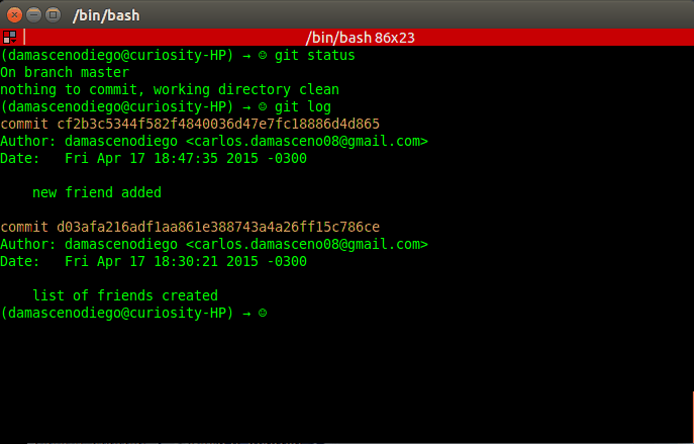 /bin/bash
/bin/bash 86x23
(damascenodiego@curiosity-HP) → ☺ git status
On branch master
nothing to commit, working directory clean
(damascenodiego@curiosity-HP) → ☺ git log
commit cf2b3c5344f582f4840036d47e7fc18886d4d865
Author: damascenodiego <carlos.damasceno08@gmail.com>
Date:   Fri Apr 17 18:47:35 2015 -0300
    new friend added
commit d03afa216adf1aa861e388743a4a26ff15c786ce
Author: damascenodiego <carlos.damasceno08@gmail.com>
Date:   Fri Apr 17 18:30:21 2015 -0300
    list of friends created
(damascenodiego@curiosity-HP) → ☺